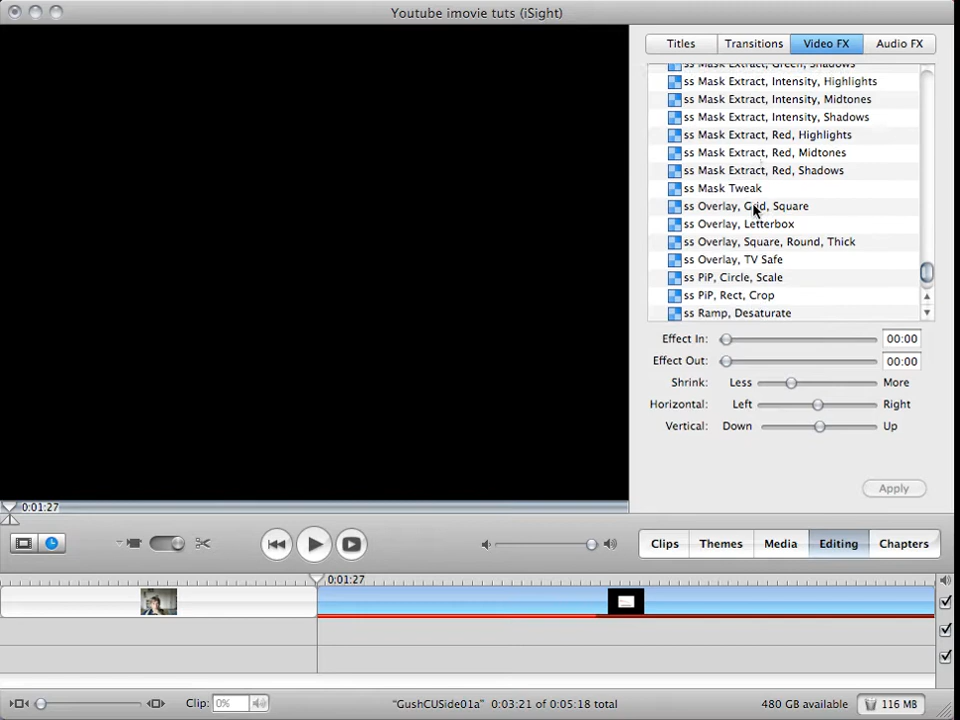 Youtube imovie tuts (iSight)
Titles
Transitions
Video FX
Audio FX
ss Mask Extract, Green, Shadows
ss Mask Extract, Intensity, Highlights
ss Mask Extract, Intensity, Midtones
ss Mask Extract, Intensity, Shadows
ss Mask Extract, Red, Highlights
ss Mask Extract, Red, Midtones
ss Mask Extract, Red, Shadows
ss Mask Tweak
ss Overlay, Grid, Square
ss Overlay, Letterbox
ss Overlay, Square, Round, Thick
ss Overlay, TV Safe
ss PiP, Circle, Scale
ss PiP, Rect, Crop
ss Ramp, Desaturate
Effect In: 00:00
Effect Out: 00:00
Shrink: Less More
Horizontal: Left Right
Vertical: Down Up
Apply
0:01:27
Clips
Themes
Media
Editing
Chapters
0:01:27
Clip: 0%
"GushCUSide01a" 0:03:21 of 0:05:18 total
480 GB available
116 MB